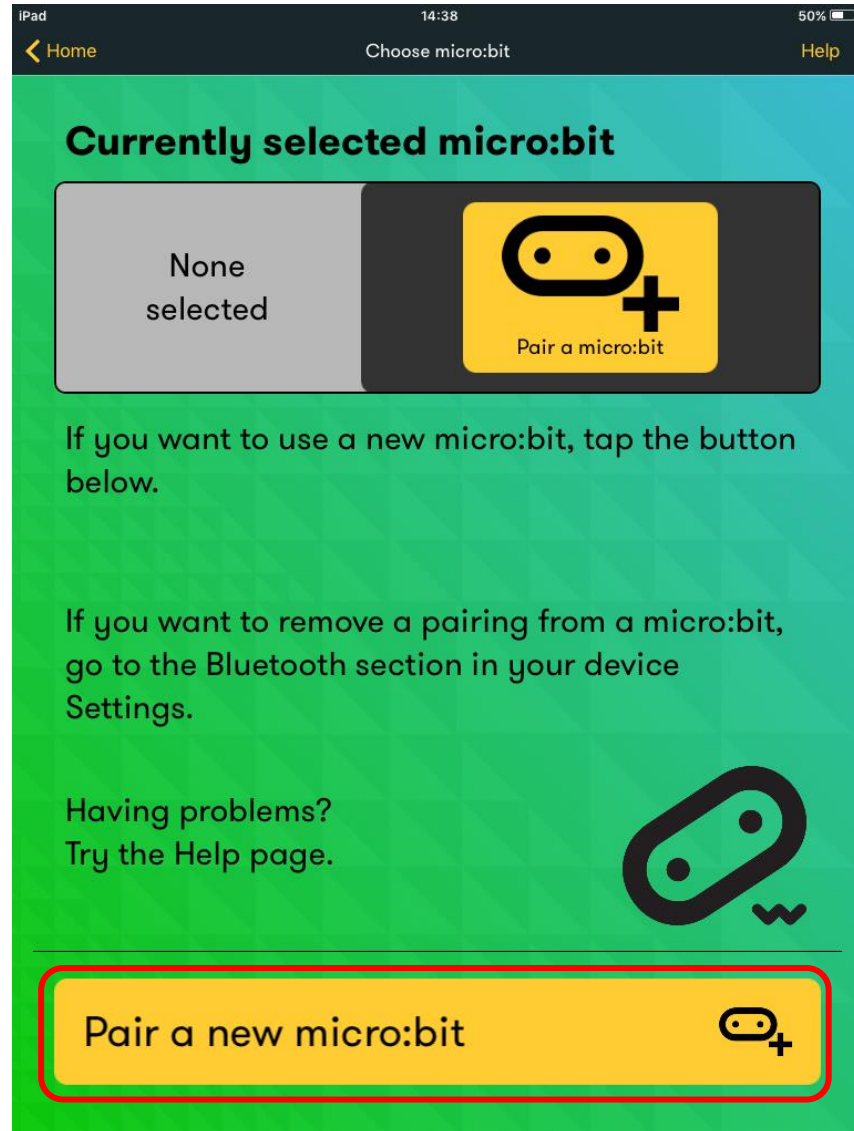 iPad 14:38 50%
Home Choose micro:bit Help
Currently selected micro:bit
None
selected
Pair a micro:bit
If you want to use a new micro:bit, tap the button
below.
If you want to remove a pairing from a micro:bit,
go to the Bluetooth section in your device
Settings.
Having problems?
Try the Help page.
Pair a new micro:bit